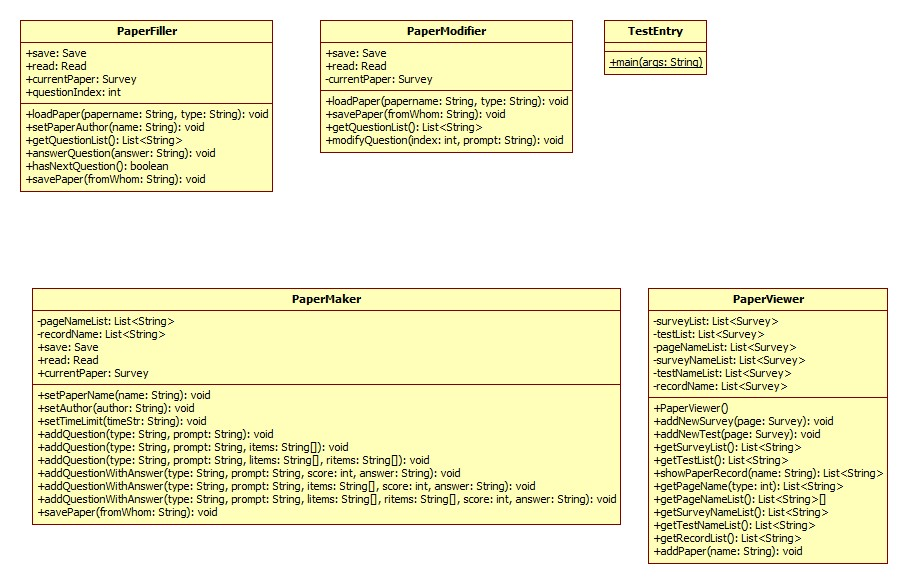 PaperFiller
+save: Save
+read: Read
+currentPaper: Survey
+questionIndex: int
+loadPaper(papername: String, type: String): void
+setPaperAuthor(name: String): void
+getQuestionList(): List<String>
+answerQuestion(answer: String): void
+hasNextQuestion(): boolean
+savePaper(fromWhom: String): void
PaperModifier
+save: Save
+read: Read
-currentPaper: Survey
+loadPaper(papername: String, type: String): void
+savePaper(fromWhom: String): void
+getQuestionList(): List<String>
+modifyQuestion(index: int, prompt: String): void
TestEntry
+main(args: String)
PaperMaker
-pageNameList: List<String>
-recordName: List<String>
+save: Save
+read: Read
+currentPaper: Survey
+setPaperName(name: String): void
+setAuthor(author: String): void
+setTimeLimit(timeStr: String): void
+addQuestion(type: String, prompt: String): void
+addQuestion(type: String, prompt: String, items: String[]): void
+addQuestion(type: String, prompt: String, litems: String[], ritems: String[]): void
+addQuestionWithAnswer(type: String, prompt: String, score: int, answer: String): void
+addQuestionWithAnswer(type: String, prompt: String, items: String[], score: int, answer: String): void
+addQuestionWithAnswer(type: String, prompt: String, litems: String[], ritems: String[], score: int, answer: String): void
+savePaper(fromWhom: String): void
PaperViewer
-surveyList: List<Survey>
-testList: List<Survey>
-pageNameList: List<Survey>
-surveyNameList: List<Survey>
-testNameList: List<Survey>
-recordName: List<Survey>
+PaperViewer()
+addNewSurvey(page: Survey): void
+addNewTest(page: Survey): void
+getSurveyList(): List<String>
+getTestList(): List<String>
+showPaperRecord(name: String): List<String>
+getPageName(type: int): List<String>
+getPageNameList(): List<String>[]
+getSurveyNameList(): List<String>
+getTestNameList(): List<String>
+getRecordList(): List<String>
+addPaper(name: String): void